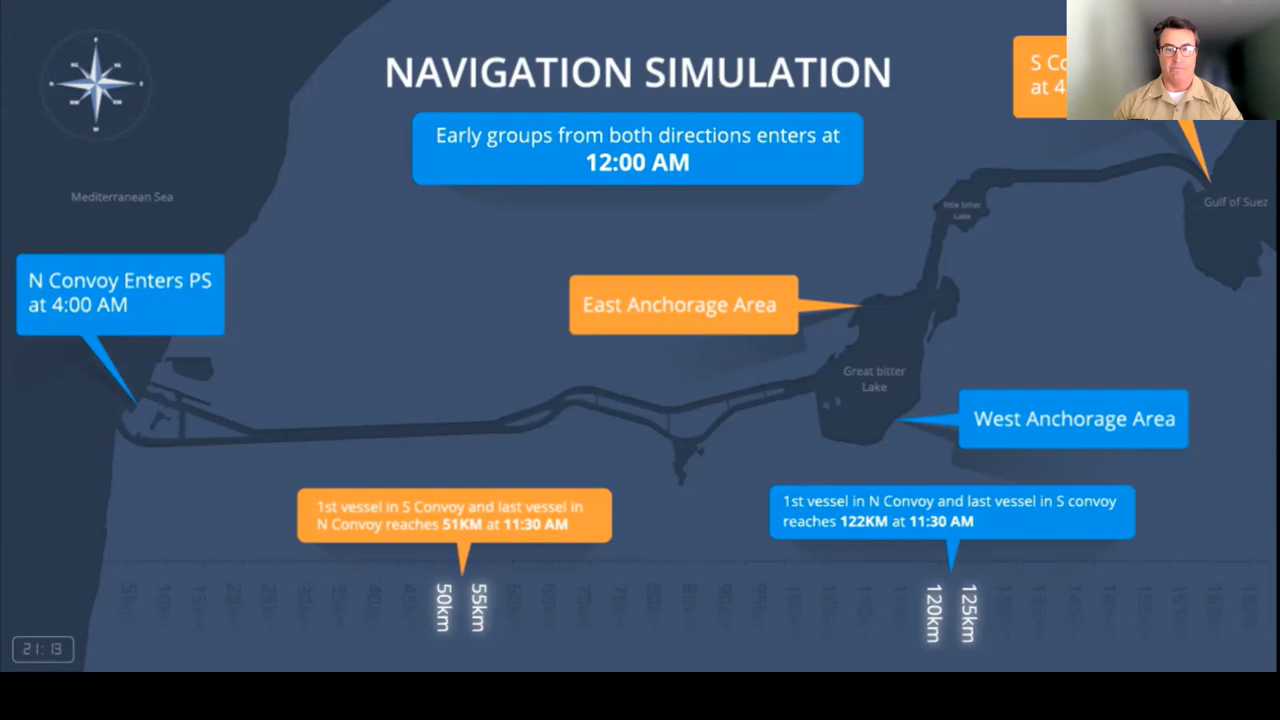 NAVIGATION SIMULATION
Early groups from both directions enters at
12:00 AM
S Co
at 4
Mediterranean Sea
little bitter
Lake
Gulf of Suez
N Convoy Enters PS
at 4:00 AM
East Anchorage Area
Great bitter
Lake
West Anchorage Area
1st vessel in S Convoy and last vessel in
N Convoy reaches 51KM at 11:30 AM
1st vessel in N Convoy and last vessel in S convoy
reaches 122KM at 11:30 AM
50km
55km
120km
125km
21:13